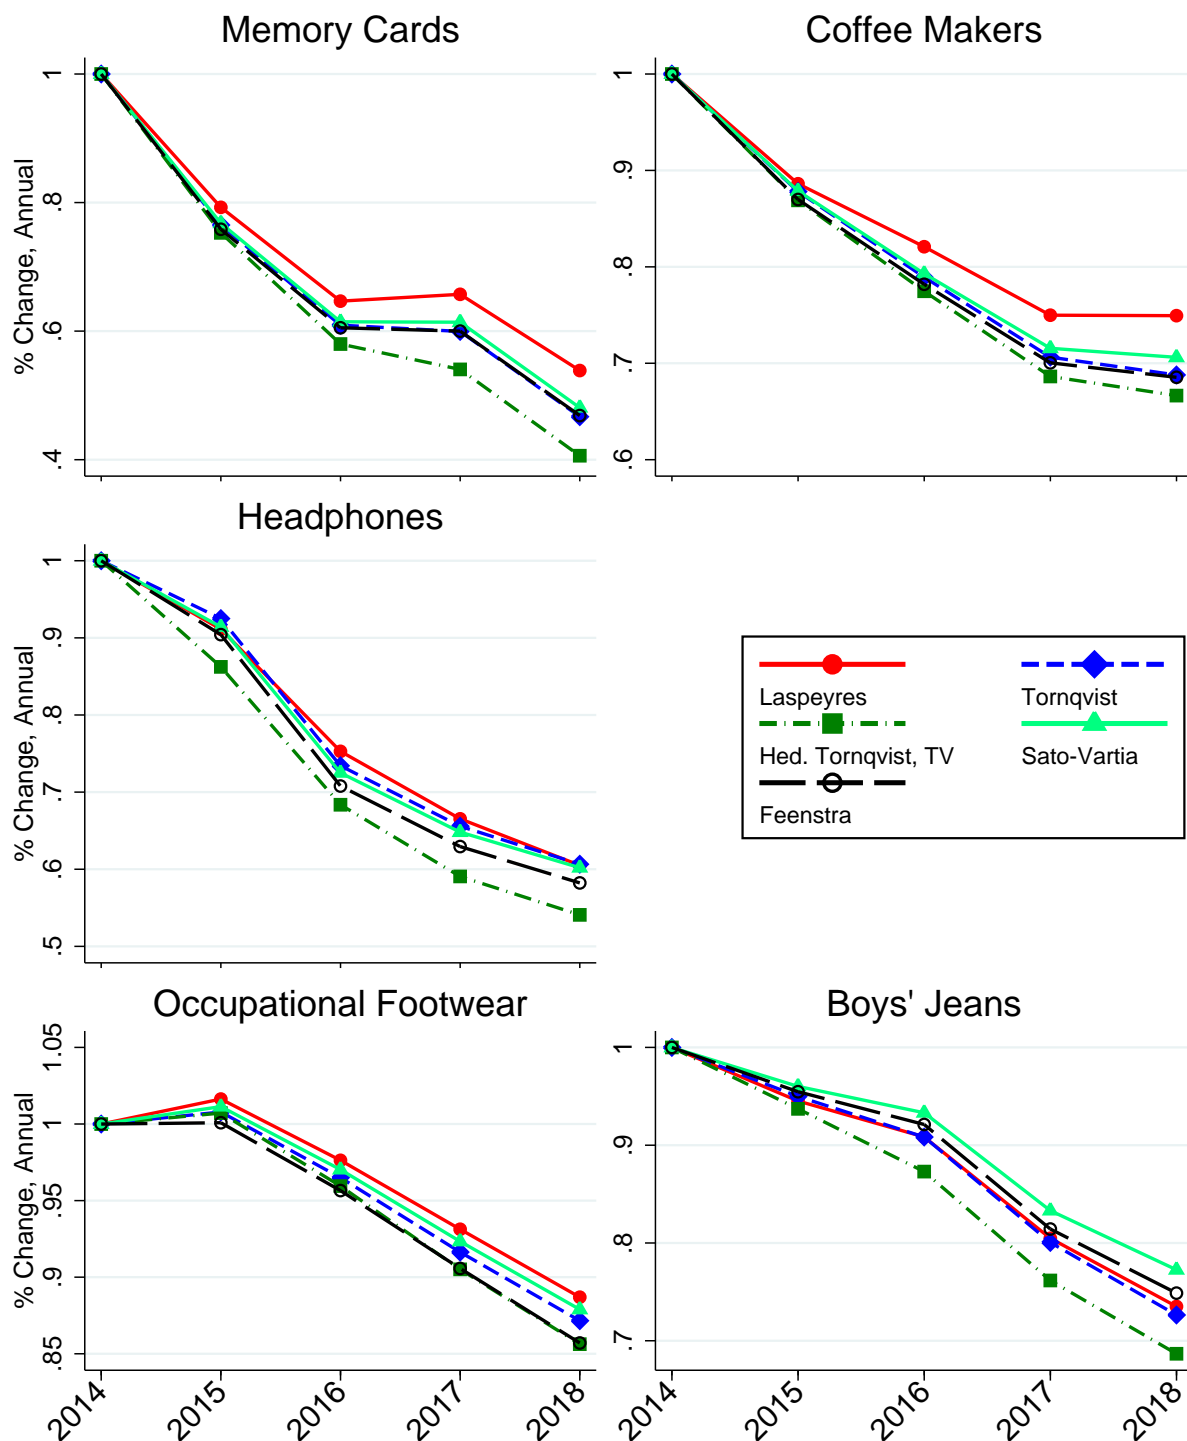 Memory Cards
% Change, Annual
1
.8
.6
.4
Coffee Makers
1
.9
.8
.7
.6
Headphones
% Change, Annual
1
.9
.8
.7
.6
.5
Laspeyres
Tornqvist
Hed. Tornqvist, TV
Sato-Vartia
Feenstra
Occupational Footwear
% Change, Annual
1.05
1
.95
.9
.85
2014
2015
2016
2017
2018
Boys' Jeans
1
.9
.8
.7
2014
2015
2016
2017
2018